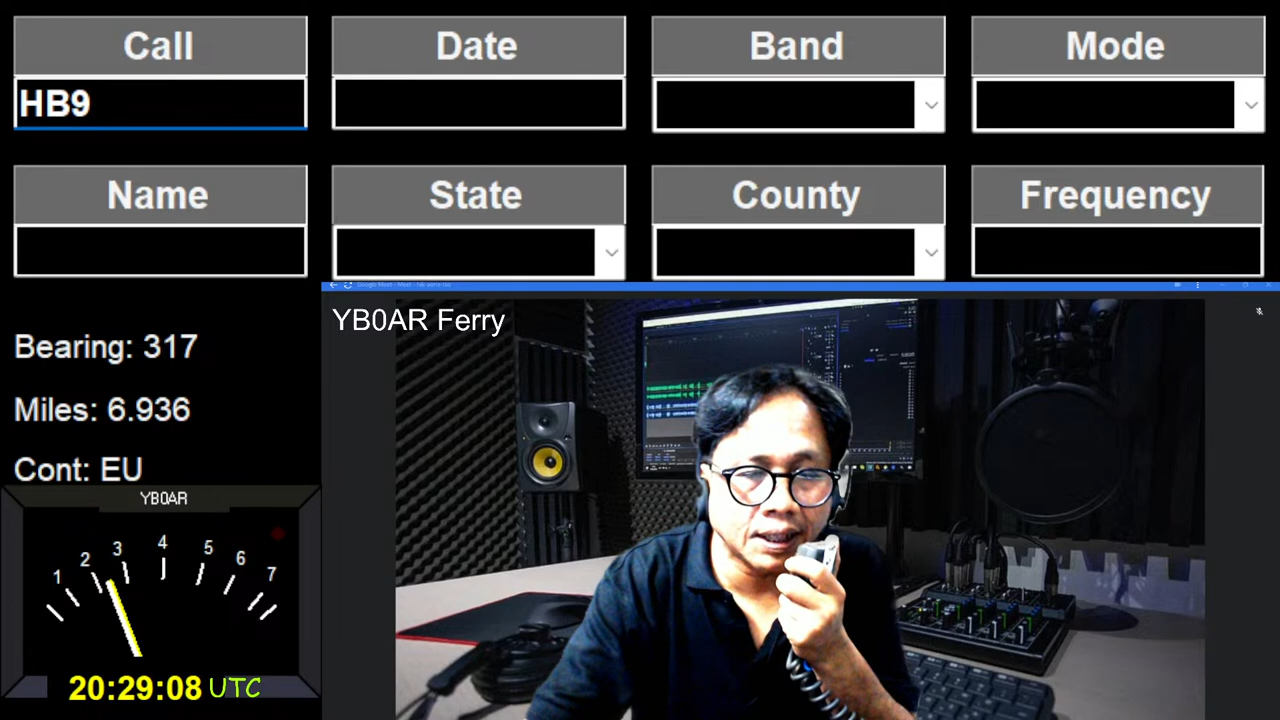 Call
Date
Band
Mode
HB9
Name
State
County
Frequency
YB0AR Ferry
Bearing: 317
Miles: 6.936
Cont: EU
YB0AR
1 2 3 4 5 6 7
20:29:08 UTC